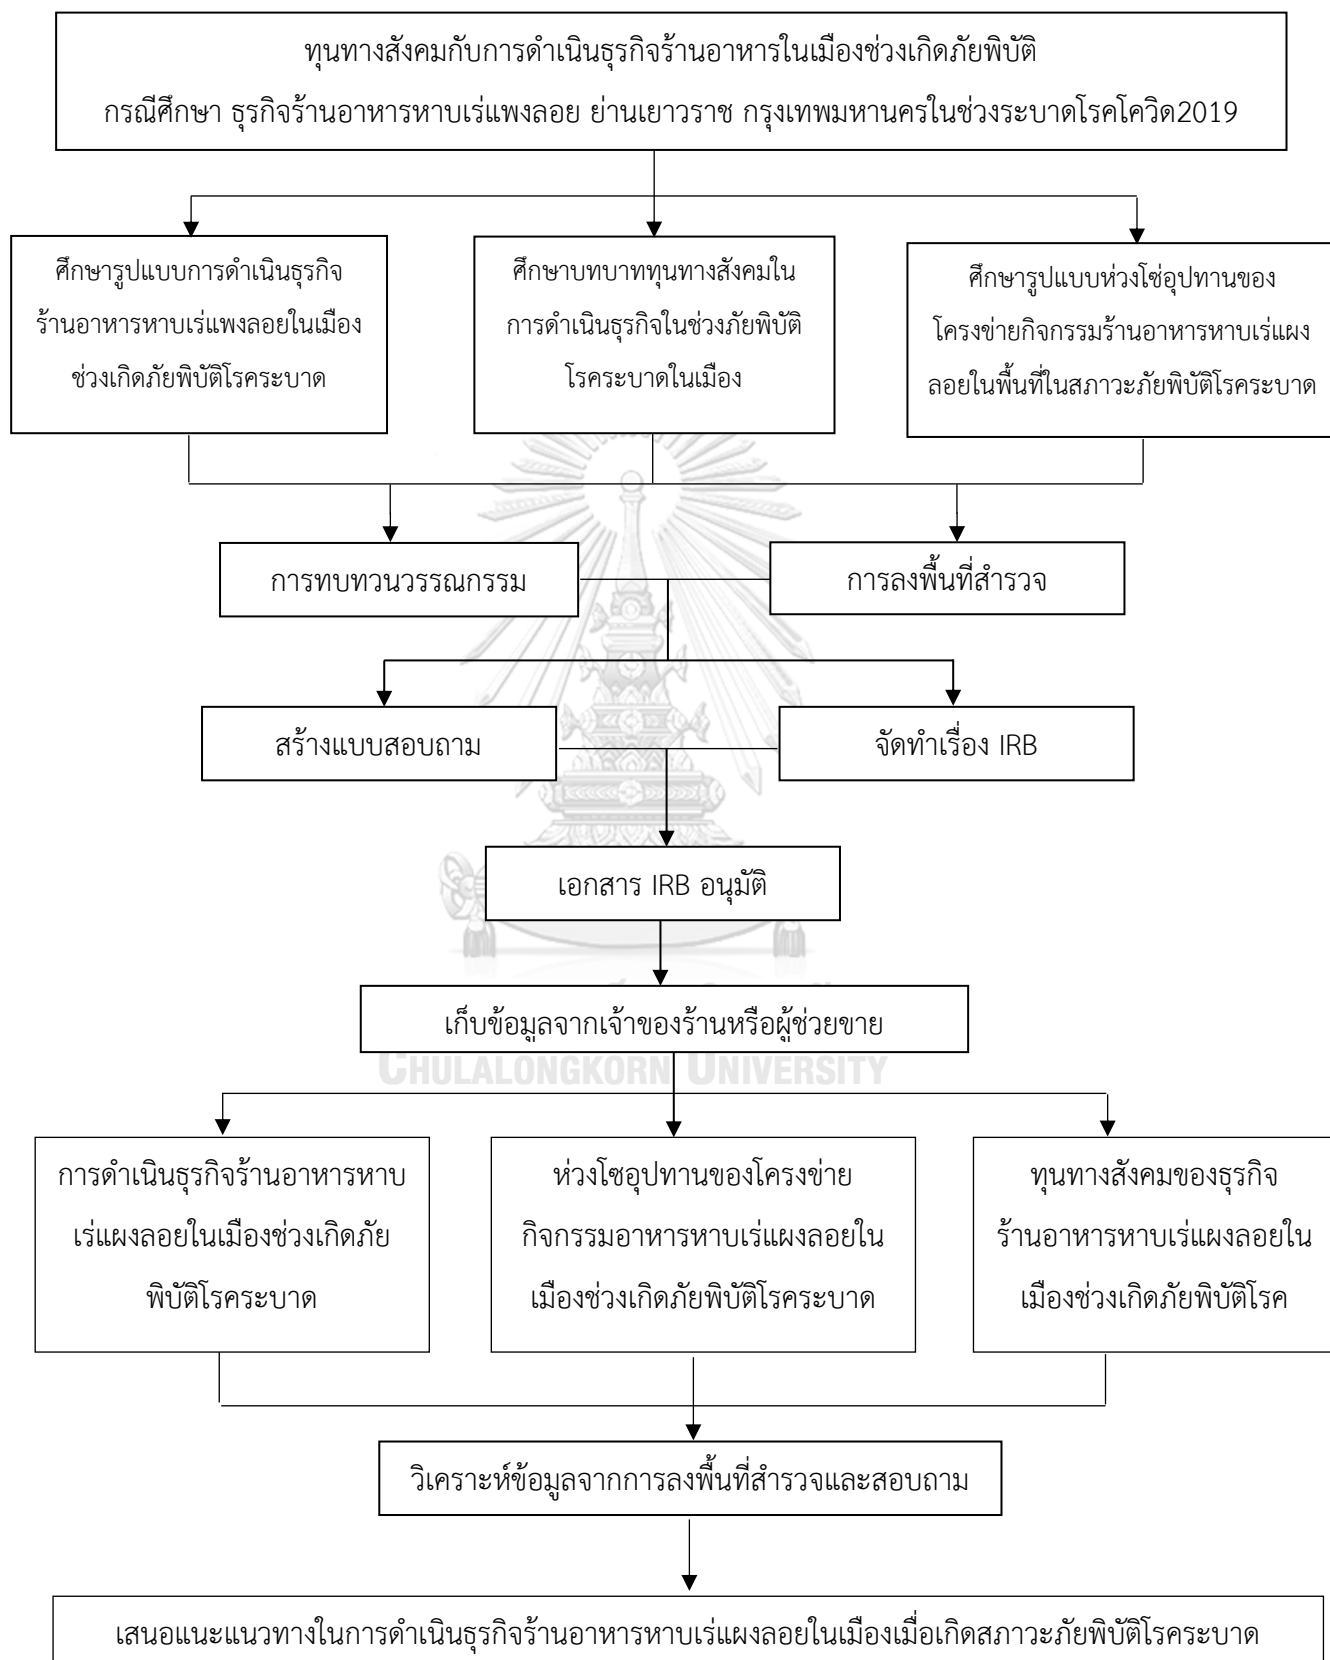 ทุนทางสังคมกับการดำเนินธุรกิจร้านอาหารในเมืองช่วงเกิดภัยพิบัติ
กรณีศึกษา ธุรกิจร้านอาหารหาบเร่แพงลอย ย่านเยาวราช กรุงเทพมหานครในช่วงระบาดโรคโควิด2019
ศึกษารูปแบบการดำเนินธุรกิจ
ร้านอาหารหาบเร่แพงลอยในเมือง
ช่วงเกิดภัยพิบัติโรคระบาด
ศึกษาบทบาททุนทางสังคมใน
การดำเนินธุรกิจในช่วงภัยพิบัติ
โรคระบาดในเมือง
ศึกษารูปแบบห่วงโซ่อุปทานของ
โครงข่ายกิจกรรมร้านอาหารหาบเร่แผง
ลอยในพื้นที่ในสภาวะภัยพิบัติโรคระบาด
การทบทวนวรรณกรรม
การลงพื้นที่สำรวจ
สร้างแบบสอบถาม
จัดทำเรื่อง IRB
เอกสาร IRB อนุมัติ
เก็บข้อมูลจากเจ้าของร้านหรือผู้ช่วยขาย
CHULALONGKORN UNIVERSITY
การดำเนินธุรกิจร้านอาหารหาบ
เร่แผงลอยในเมืองช่วงเกิดภัย
พิบัติโรคระบาด
ห่วงโซอุปทานของโครงข่าย
กิจกรรมอาหารหาบเร่แผงลอยใน
เมืองช่วงเกิดภัยพิบัติโรคระบาด
ทุนทางสังคมของธุรกิจ
ร้านอาหารหาบเร่แผงลอยใน
เมืองช่วงเกิดภัยพิบัติโรค
วิเคราะห์ข้อมูลจากการลงพื้นที่สำรวจและสอบถาม
เสนอแนะแนวทางในการดำเนินธุรกิจร้านอาหารหาบเร่แผงลอยในเมืองเมื่อเกิดสภาวะภัยพิบัติโรคระบาด